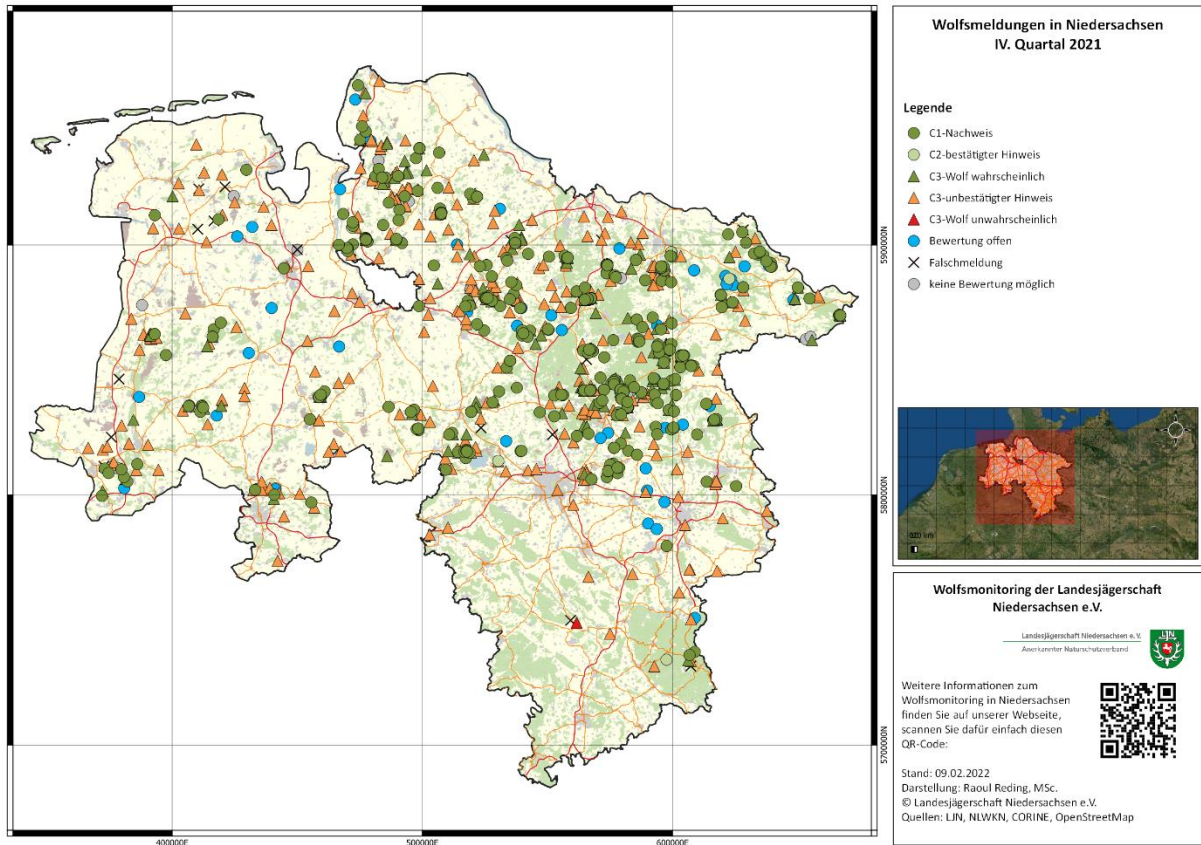 Wolfsmeldungen in Niedersachsen
IV. Quartal 2021
Legende
C1-Nachweis
C2-bestätigter Hinweis
C3-Wolf wahrscheinlich
C3-unbestätigter Hinweis
C3-Wolf unwahrscheinlich
Bewertung offen
Falschmeldung
keine Bewertung möglich
5900000N
5800000N
5700000N
400000E
500000E
600000E
Wolfsmonitoring der Landesjägerschaft
Niedersachsen e.V.
Landesjägerschaft Niedersachsen e. V.
Anerkannter Naturschutzverband
LJN
Weitere Informationen zum
Wolfsmonitoring in Niedersachsen
finden Sie auf unserer Webseite,
scannen Sie dafür einfach diesen
QR-Code:
Stand: 09.02.2022
Darstellung: Raoul Reding, MSc.
© Landesjägerschaft Niedersachsen e.V.
Quellen: LJN, NLWKN, CORINE, OpenStreetMap